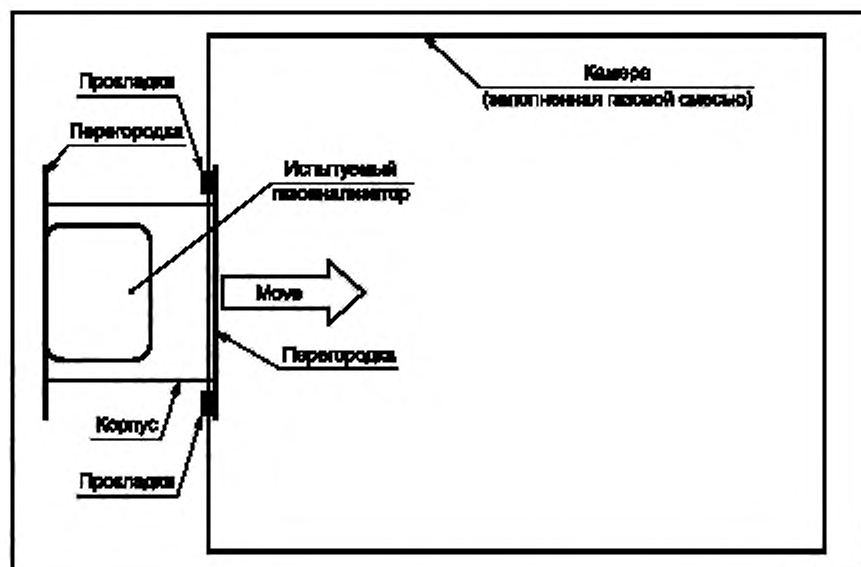 Прокладка
Перегородка
Камера
(заполненная газовой смесью)
Испытуемый
газоанализатор
Move
Перегородка
Корпус
Прокладка